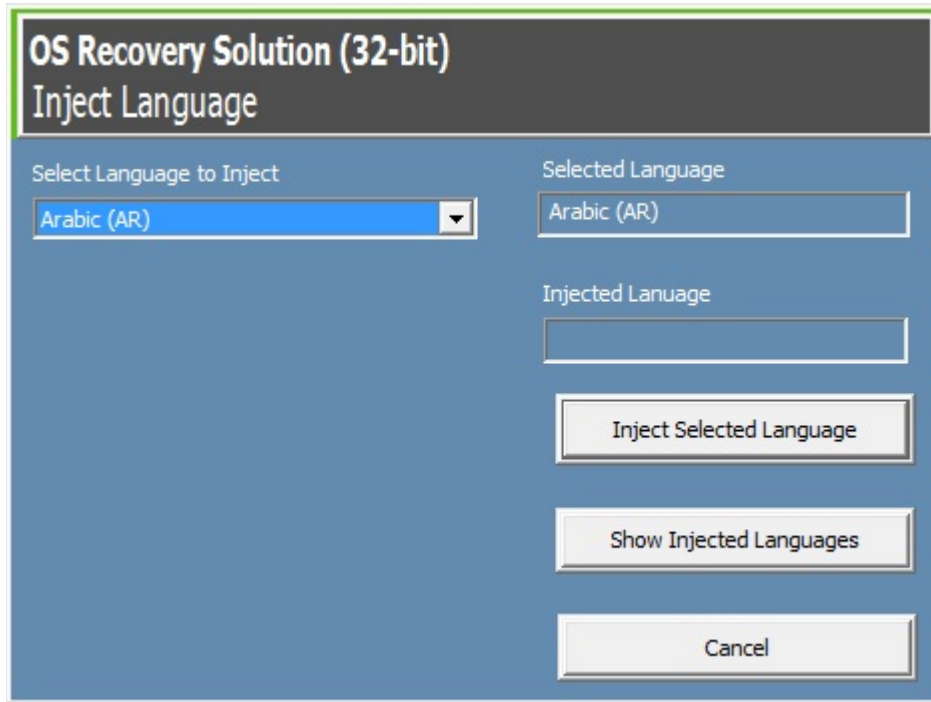 OS Recovery Solution (32-bit)
Inject Language
Select Language to Inject
Arabic (AR)
Selected Language
Arabic (AR)
Injected Lanuage
Inject Selected Language
Show Injected Languages
Cancel